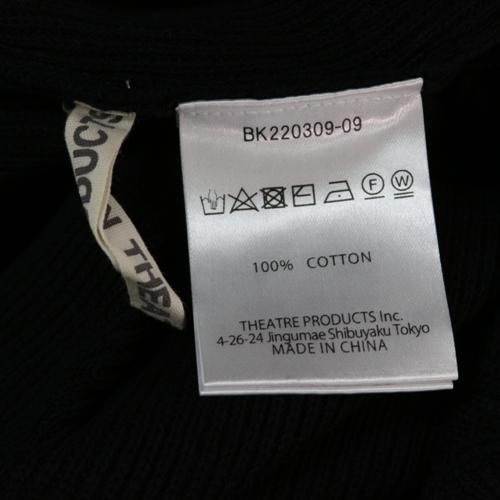 BK220309-09
F W
100% COTTON
THEATRE PRODUCTS Inc.
4-26-24 Jingumae Shibuyaku Tokyo
MADE IN CHINA